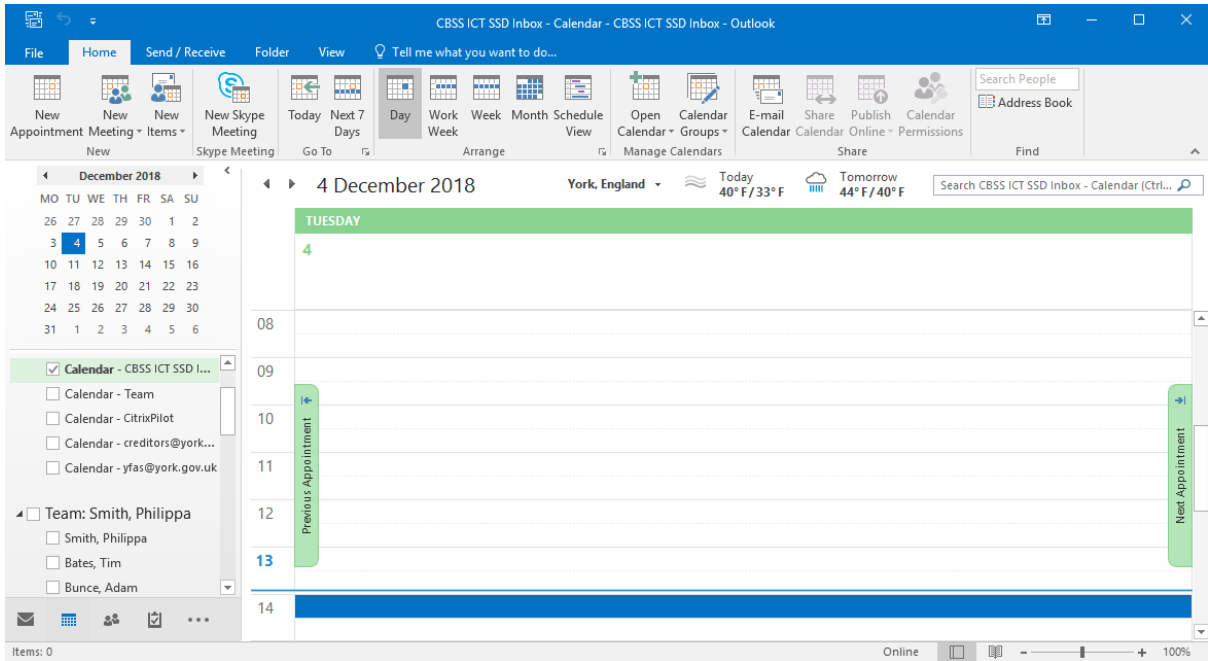 CBSS ICT SSD Inbox - Calendar - CBSS ICT SSD Inbox - Outlook
File Home Send / Receive Folder View Tell me what you want to do...
New Appointment
New Meeting
New Items
New Skype Meeting
Today
Next 7 Days
Day
Work Week
Week
Month
Schedule View
Open Calendar
Calendar Groups
E-mail Calendar
Share Calendar
Publish Online
Calendar Permissions
Search People
Address Book
New Skype Meeting Go To Arrange Manage Calendars Share Find
December 2018
MO TU WE TH FR SA SU
26 27 28 29 30 1 2
3 4 5 6 7 8 9
10 11 12 13 14 15 16
17 18 19 20 21 22 23
24 25 26 27 28 29 30
31 1 2 3 4 5 6
Calendar - CBSS ICT SSD I...
Calendar - Team
Calendar - CitrixPilot
Calendar - creditors@york...
Calendar - yfas@york.gov.uk
Team: Smith, Philippa
Smith, Philippa
Bates, Tim
Bunce, Adam
4 December 2018
York, England
Today
40° F / 33° F
Tomorrow
44° F / 40° F
Search CBSS ICT SSD Inbox - Calendar (Ctrl...
TUESDAY
4
08
09
10
11
12
13
14
Previous Appointment
Next Appointment
Items: 0
Online
100%